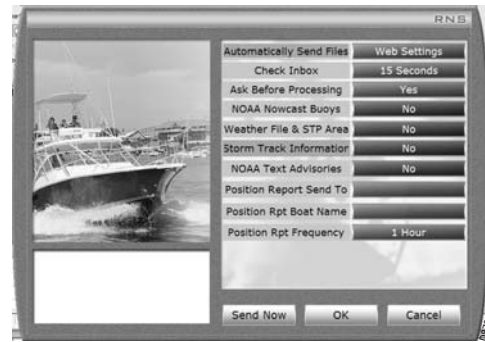 RNS
Automatically Send Files Web Settings
Check Inbox 15 Seconds
Ask Before Processing Yes
NOAA Nowcast Buoys No
Weather File & STP Area No
Storm Track Information No
NOAA Text Advisories No
Position Report Send To
Position Rpt Boat Name
Position Rpt Frequency 1 Hour
Send Now OK Cancel